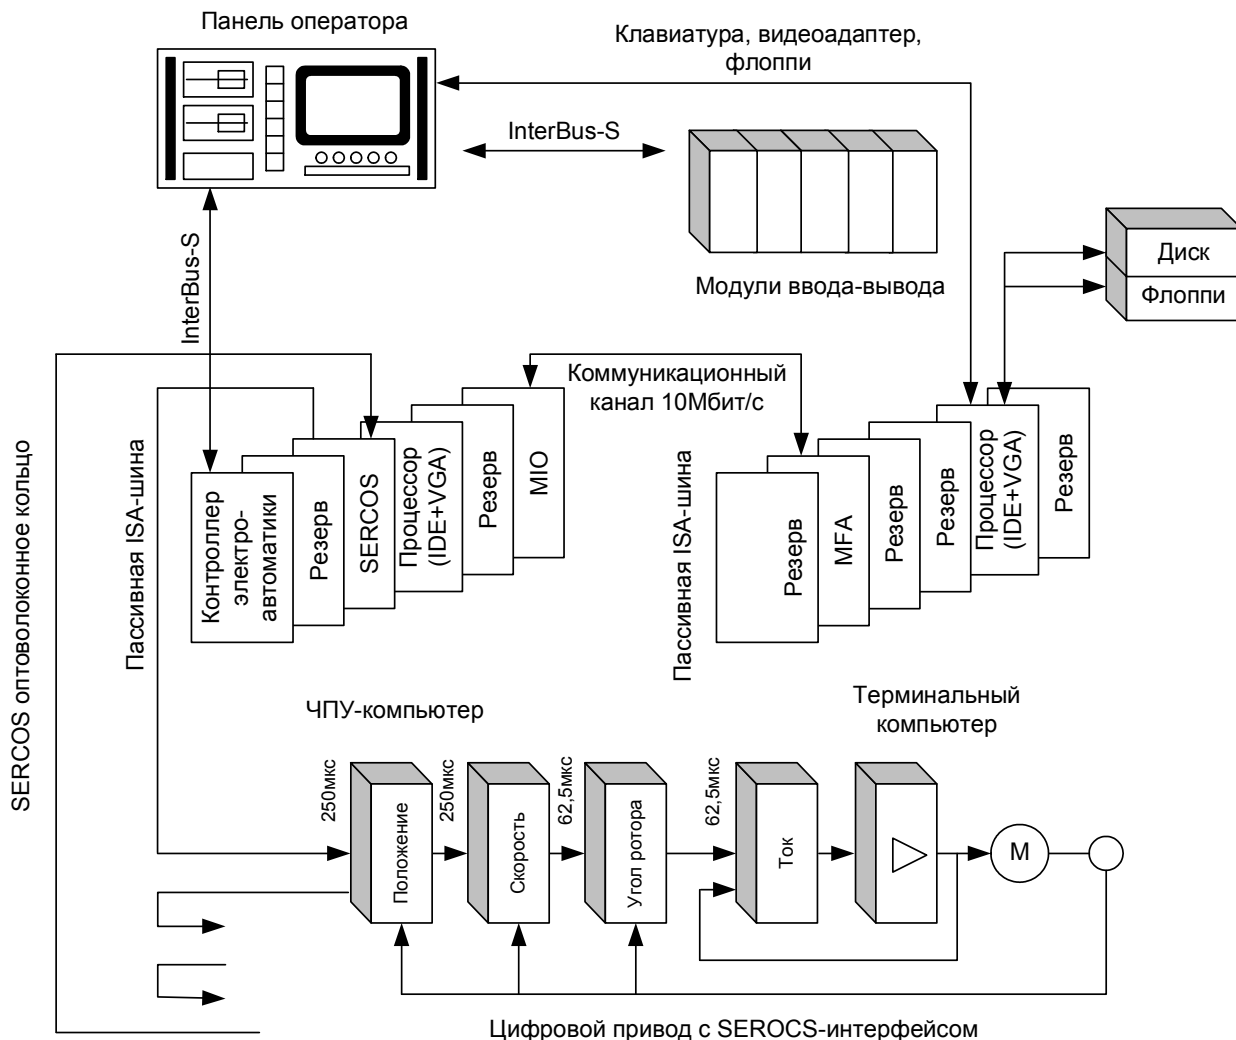 Панель оператора
Клавиатура, видеоадаптер,
флоппи
InterBus-S
Модули ввода-вывода
Диск
Флоппи
InterBus-S
SERCOS оптоволоконное кольцо
Пассивная ISA-шина
Контроллер
электро-
автоматики
Резерв
SERCOS
Процессор
(IDE+VGA)
Резерв
MIO
Коммуникационный
канал 10Мбит/с
Пассивная ISA-шина
Резерв
MFA
Резерв
Резерв
Процессор
(IDE+VGA)
Резерв
ЧПУ-компьютер
Терминальный
компьютер
250мкс
Положение
250мкс
Скорость
62,5мкс
Угол ротора
62,5мкс
Ток
М
Цифровой привод с SEROCS-интерфейсом